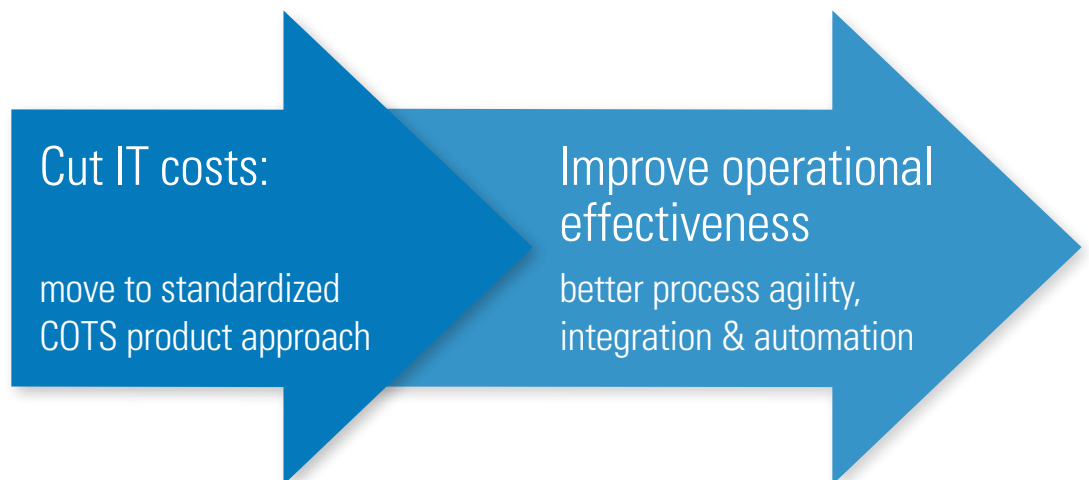 Cut IT costs:
move to standardized
COTS product approach
Improve operational
effectiveness
better process agility,
integration & automation